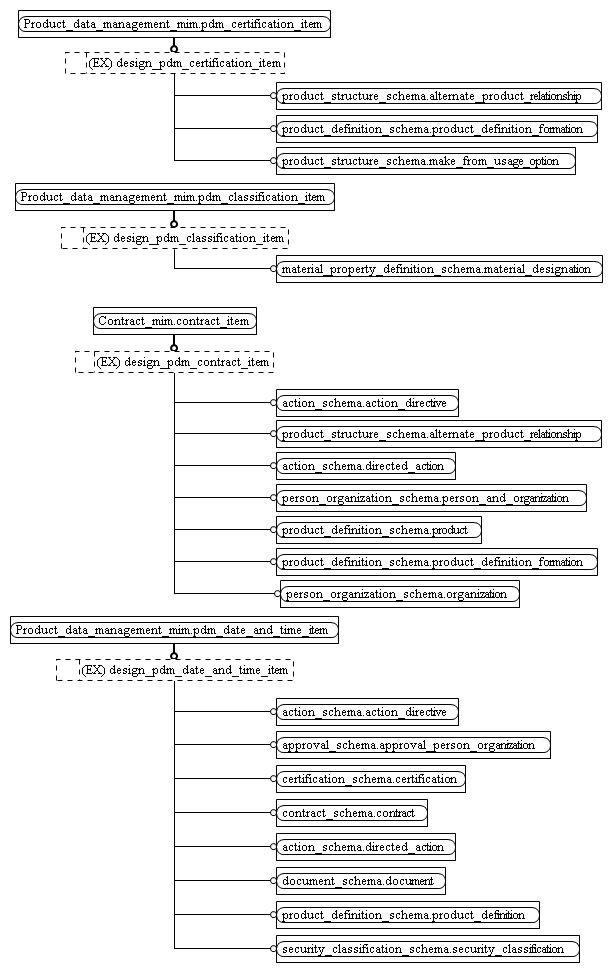 Product_data_management_mim.pdm_certification_item
(EX) design_pdm_certification_item
product_structure_schema.alternate_product_relationship
product_definition_schema.product_definition_formation
product_structure_schema.make_from_usage_option
Product_data_management_mim.pdm_classification_item
(EX) design_pdm_classification_item
material_property_definition_schema.material_designation
Contract_mim.contract_item
(EX) design_pdm_contract_item
action_schema.action_directive
product_structure_schema.alternate_product_relationship
action_schema.directed_action
person_organization_schema.person_and_organization
product_definition_schema.product
product_definition_schema.product_definition_formation
person_organization_schema.organization
Product_data_management_mim.pdm_date_and_time_item
(EX) design_pdm_date_and_time_item
action_schema.action_directive
approval_schema.approval_person_organization
certification_schema.certification
contract_schema.contract
action_schema.directed_action
document_schema.document
product_definition_schema.product_definition
security_classification_schema.security_classification